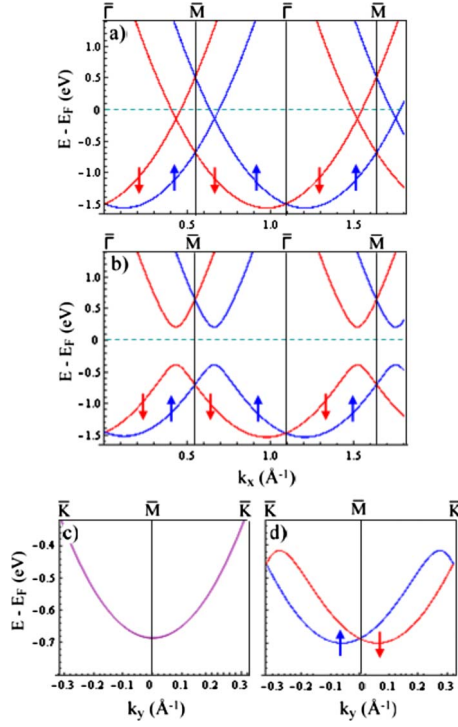 Γ̄ M̄ Γ̄ M̄
a)
E - E_F (eV)
1.0
0.5
0
-0.5
-1.0
-1.5
0.5 1.0 1.5
Γ̄ M̄ Γ̄ M̄
b)
E - E_F (eV)
1.0
0.5
0
-0.5
-1.0
-1.5
0.5 1.0 1.5
k_x (Å⁻¹)
K̄ M̄ K̄ K̄ M̄ K̄
c) d)
E - E_F (eV)
-0.4
-0.5
-0.6
-0.7
-0.3 -0.2 -0.1 0 0.1 0.2 0.3 -0.3 -0.2 -0.1 0 0.1 0.2 0.3
k_y (Å⁻¹) k_y (Å⁻¹)